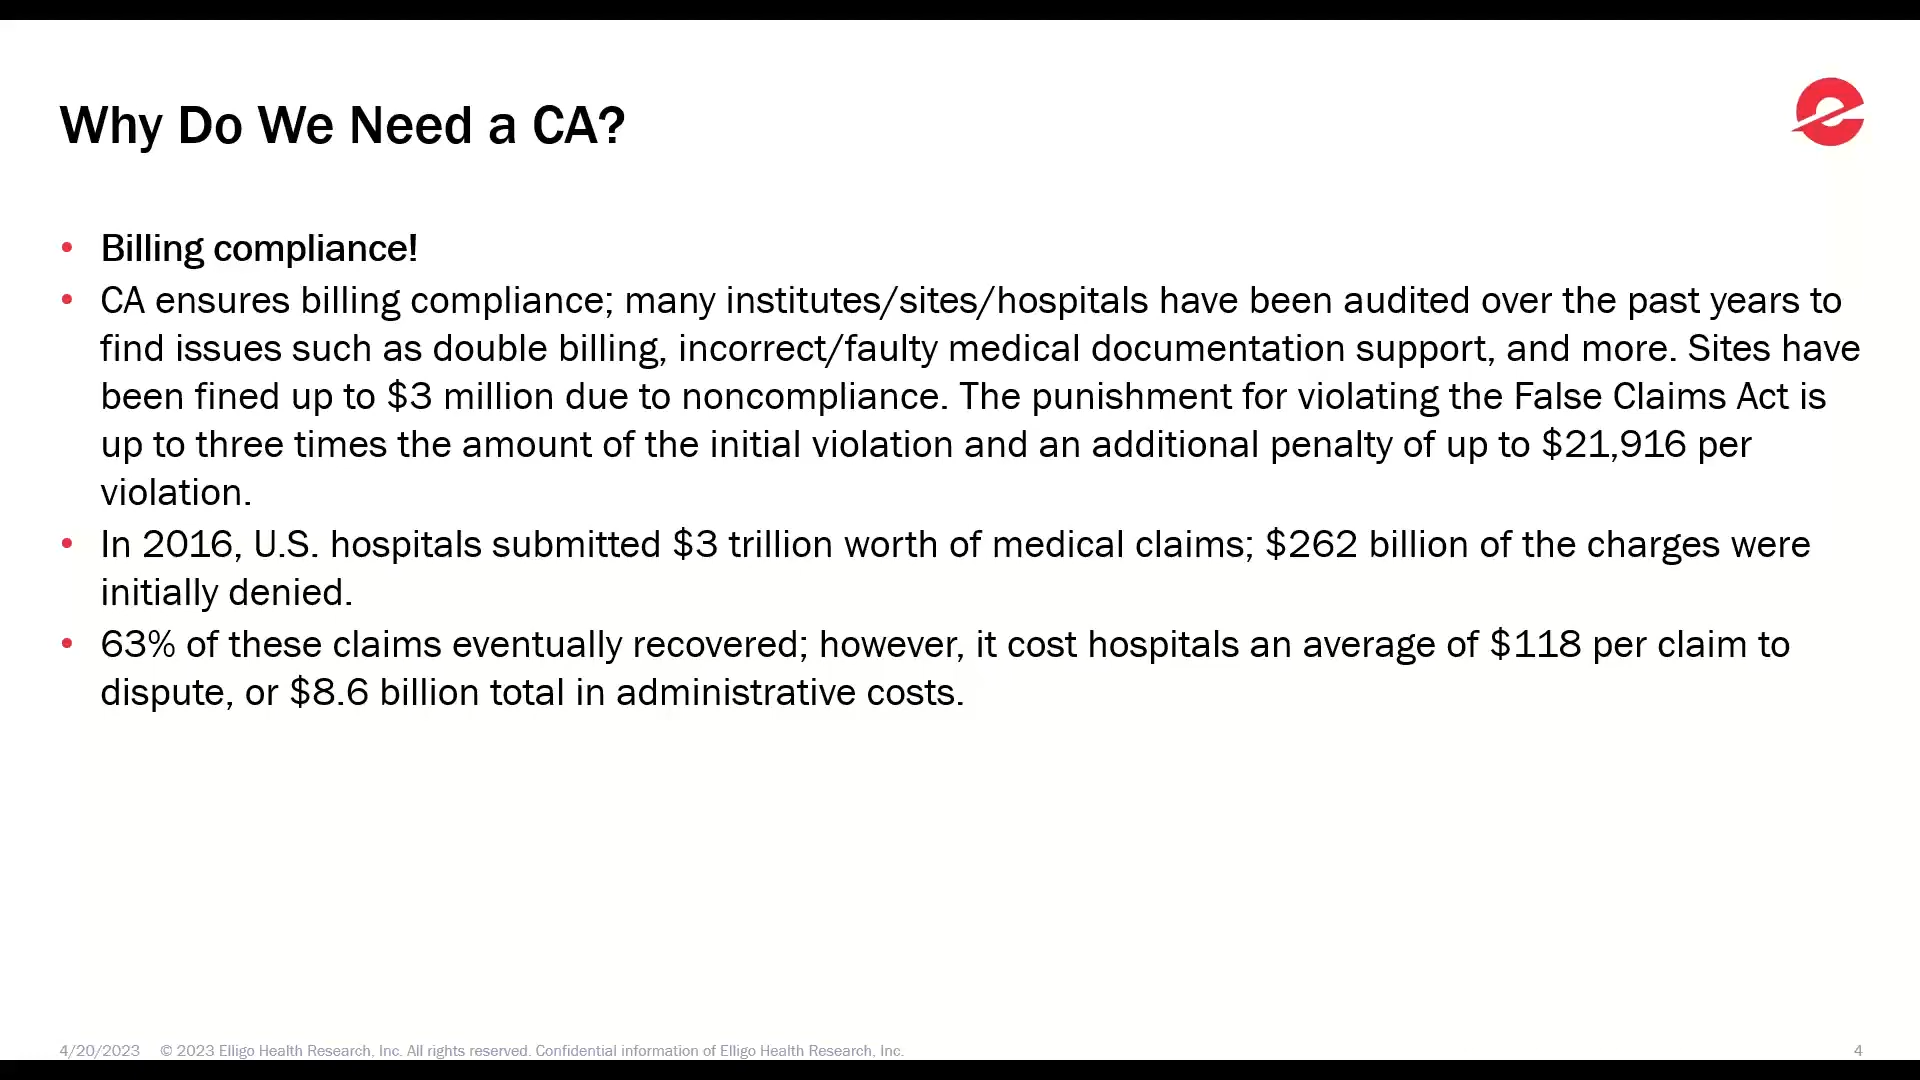 Why Do We Need a CA?
• Billing compliance!
• CA ensures billing compliance; many institutes/sites/hospitals have been audited over the past years to
find issues such as double billing, incorrect/faulty medical documentation support, and more. Sites have
been fined up to $3 million due to noncompliance. The punishment for violating the False Claims Act is
up to three times the amount of the initial violation and an additional penalty of up to $21,916 per
violation.
• In 2016, U.S. hospitals submitted $3 trillion worth of medical claims; $262 billion of the charges were
initially denied.
• 63% of these claims eventually recovered; however, it cost hospitals an average of $118 per claim to
dispute, or $8.6 billion total in administrative costs.
4/20/2023 © 2023 Elligo Health Research, Inc. All rights reserved. Confidential information of Elligo Health Research, Inc. 4